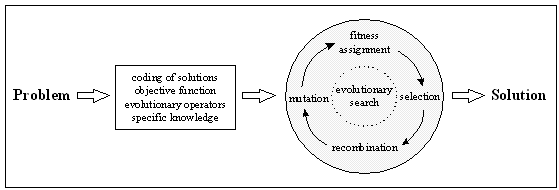 Problem
coding of solutions
objective function
evolutionary operators
specific knowledge
fitness
assignment
mutation
evolutionary
search
selection
recombination
Solution